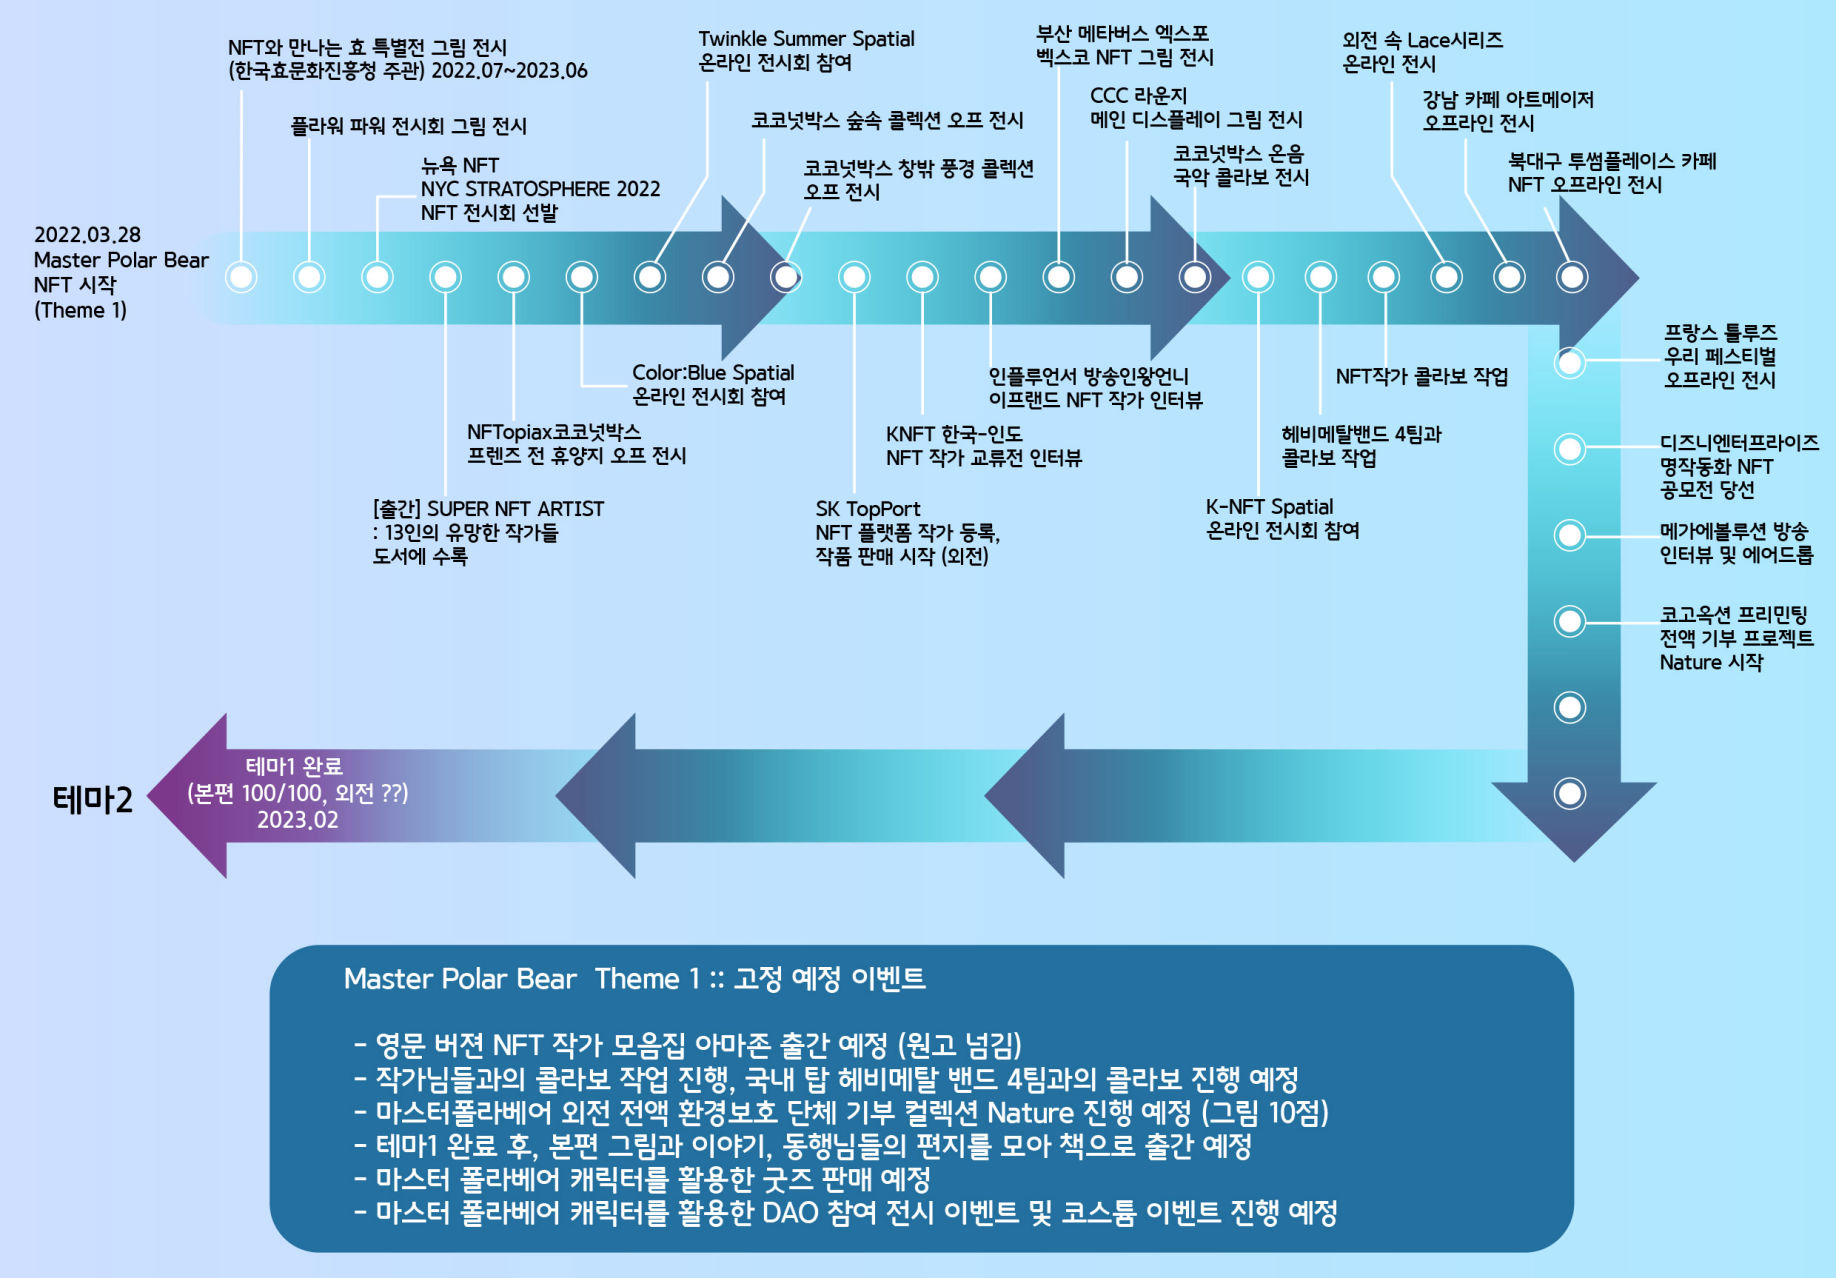 2022.03.28
Master Polar Bear
NFT 시작
(Theme 1)
NFT와 만나는 효 특별전 그림 전시
(한국효문화진흥청 주관) 2022.07~2023.06
플라워 파워 전시회 그림 전시
뉴욕 NFT
NYC STRATOSPHERE 2022
NFT 전시회 선발
[출간] SUPER NFT ARTIST
: 13인의 유망한 작가들
도서에 수록
NFTopiax코코넛박스
프렌즈 전 휴양지 오프 전시
Color:Blue Spatial
온라인 전시회 참여
Twinkle Summer Spatial
온라인 전시회 참여
코코넛박스 숲속 콜렉션 오프 전시
코코넛박스 창밖 풍경 콜렉션
오프 전시
SK TopPort
NFT 플랫폼 작가 등록,
작품 판매 시작 (외전)
KNFT 한국-인도
NFT 작가 교류전 인터뷰
인플루언서 방송인왕언니
이프랜드 NFT 작가 인터뷰
부산 메타버스 엑스포
벡스코 NFT 그림 전시
CCC 라운지
메인 디스플레이 그림 전시
코코넛박스 온음
국악 콜라보 전시
K-NFT Spatial
온라인 전시회 참여
헤비메탈밴드 4팀과
콜라보 작업
NFT작가 콜라보 작업
외전 속 Lace시리즈
온라인 전시
강남 카페 아트메이저
오프라인 전시
북대구 투썸플레이스 카페
NFT 오프라인 전시
프랑스 툴루즈
우리 페스티벌
오프라인 전시
디즈니엔터프라이즈
명작동화 NFT
공모전 당선
메가에볼루션 방송
인터뷰 및 에어드롭
코고옥션 프리민팅
전액 기부 프로젝트
Nature 시작
테마1 완료
(본편 100/100, 외전 ??)
2023.02
테마2
Master Polar Bear Theme 1 :: 고정 예정 이벤트
- 영문 버젼 NFT 작가 모음집 아마존 출간 예정 (원고 넘김)
- 작가님들과의 콜라보 작업 진행, 국내 탑 헤비메탈 밴드 4팀과의 콜라보 진행 예정
- 마스터폴라베어 외전 전액 환경보호 단체 기부 컬렉션 Nature 진행 예정 (그림 10점)
- 테마1 완료 후, 본편 그림과 이야기, 동행님들의 편지를 모아 책으로 출간 예정
- 마스터 폴라베어 캐릭터를 활용한 굿즈 판매 예정
- 마스터 폴라베어 캐릭터를 활용한 DAO 참여 전시 이벤트 및 코스튬 이벤트 진행 예정